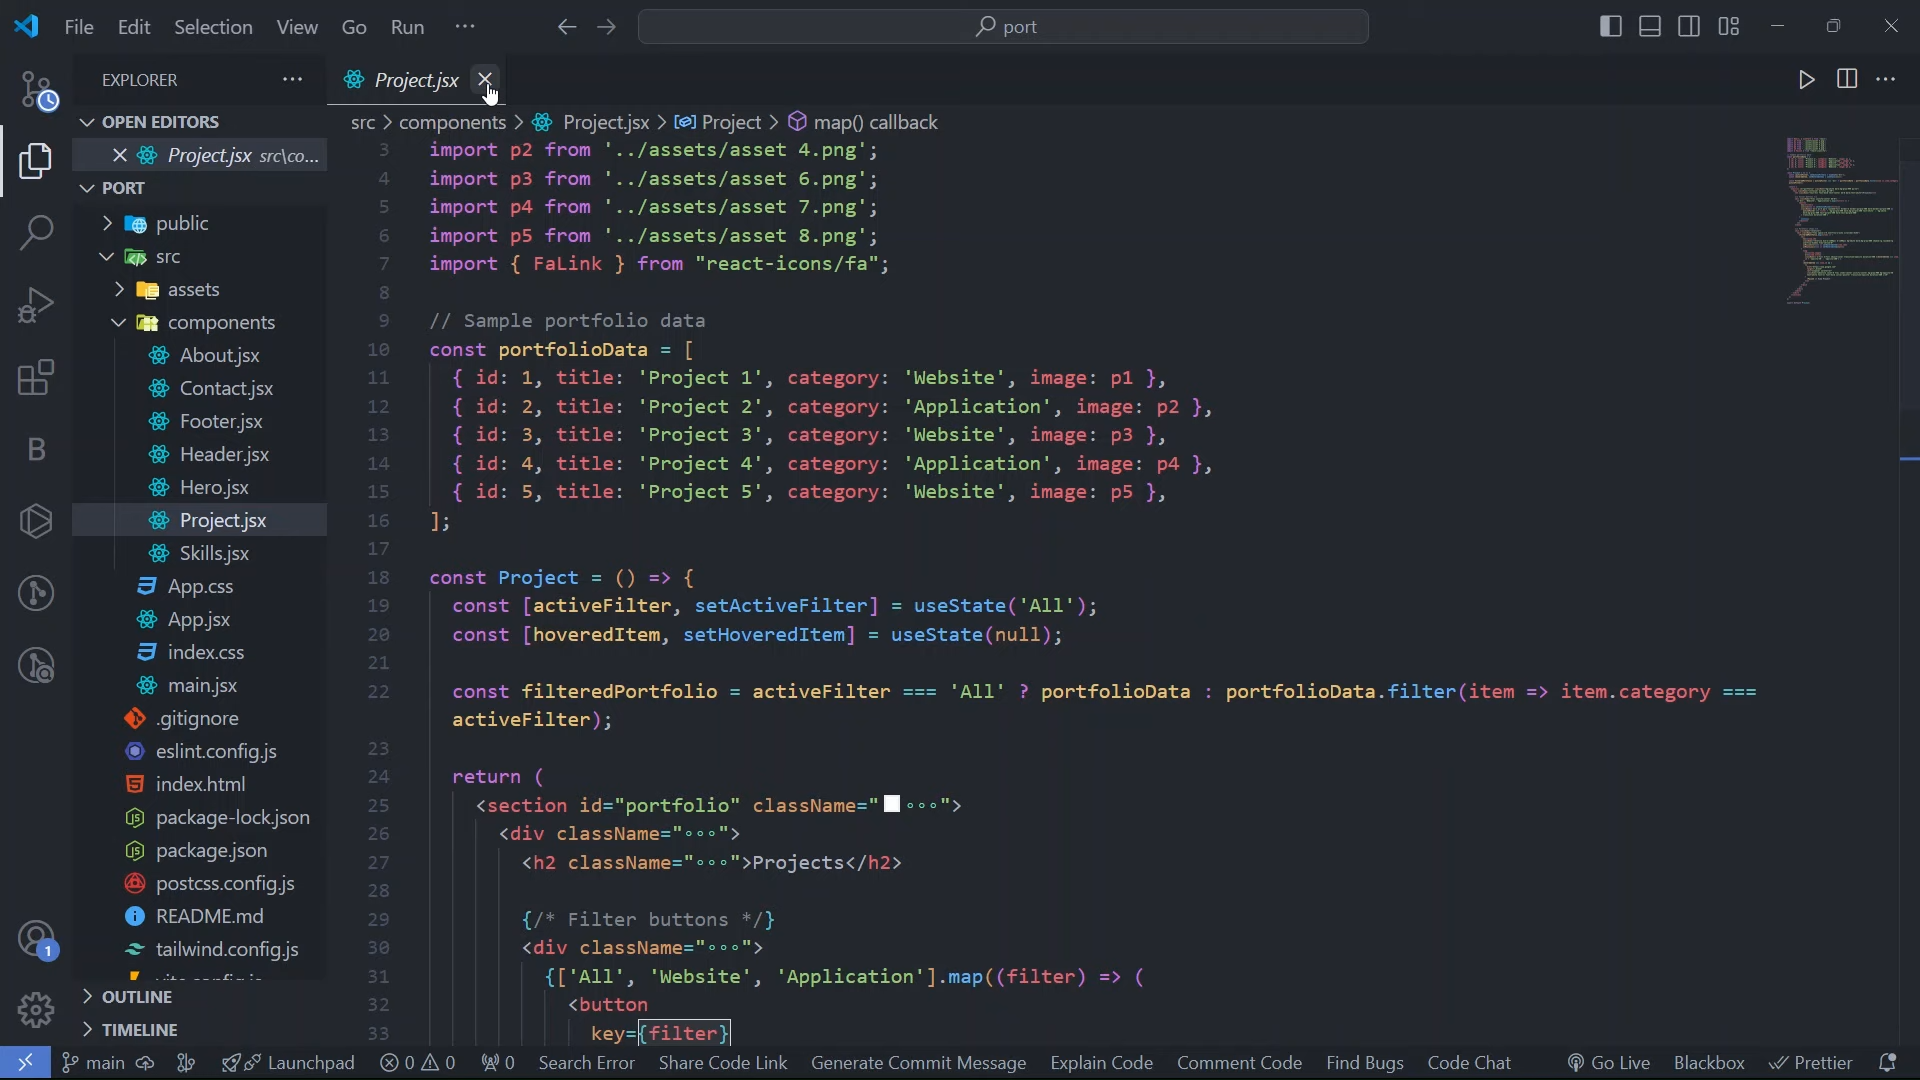 File Edit Selection View Go Run ···
port
EXPLORER ···
OPEN EDITORS
Project.jsx src\co...
PORT
public
src
assets
components
About.jsx
Contact.jsx
Footer.jsx
Header.jsx
Hero.jsx
Project.jsx
Skills.jsx
App.css
App.jsx
index.css
main.jsx
.gitignore
eslint.config.js
index.html
package-lock.json
package.json
postcss.config.js
README.md
tailwind.config.js
OUTLINE
TIMELINE
B
1
Project.jsx
src > components > Project.jsx > Project > map() callback
3 import p2 from '../assets/asset 4.png';
4 import p3 from '../assets/asset 6.png';
5 import p4 from '../assets/asset 7.png';
6 import p5 from '../assets/asset 8.png';
7 import { FaLink } from "react-icons/fa";
8
9 // Sample portfolio data
10 const portfolioData = [
11 { id: 1, title: 'Project 1', category: 'Website', image: p1 },
12 { id: 2, title: 'Project 2', category: 'Application', image: p2 },
13 { id: 3, title: 'Project 3', category: 'Website', image: p3 },
14 { id: 4, title: 'Project 4', category: 'Application', image: p4 },
15 { id: 5, title: 'Project 5', category: 'Website', image: p5 },
16 ];
17
18 const Project = () => {
19 const [activeFilter, setActiveFilter] = useState('All');
20 const [hoveredItem, setHoveredItem] = useState(null);
21
22 const filteredPortfolio = activeFilter === 'All' ? portfolioData : portfolioData.filter(item => item.category ===
activeFilter);
23
24 return (
25 <section id="portfolio" className="∘∘∘">
26 <div className="∘∘∘">
27 <h2 className="∘∘∘">Projects</h2>
28
29 {/* Filter buttons */}
30 <div className="∘∘∘">
31 {['All', 'Website', 'Application'].map((filter) => (
32 <button
33 key={filter}
main Launchpad 0 0 0 Search Error Share Code Link Generate Commit Message Explain Code Comment Code Find Bugs Code Chat Go Live Blackbox Prettier